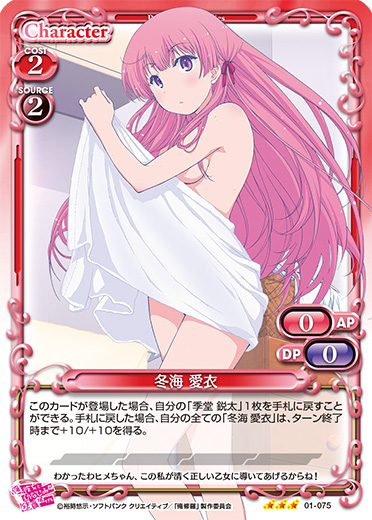 Character
COST
2
SOURCE
2
0 AP
DP 0
冬海 愛衣
このカードが登場した場合、自分の「季堂 鋭太」1枚を手札に戻すこと
ができる。手札に戻した場合、自分の全ての「冬海 愛衣」は、ターン終了
時まで+10/+10を得る。
わかったわヒメちゃん、この私が清く正しい乙女に導いてあげるからね!
©裕時悠示・ソフトバンク クリエイティブ/「俺修羅」製作委員会
01-075